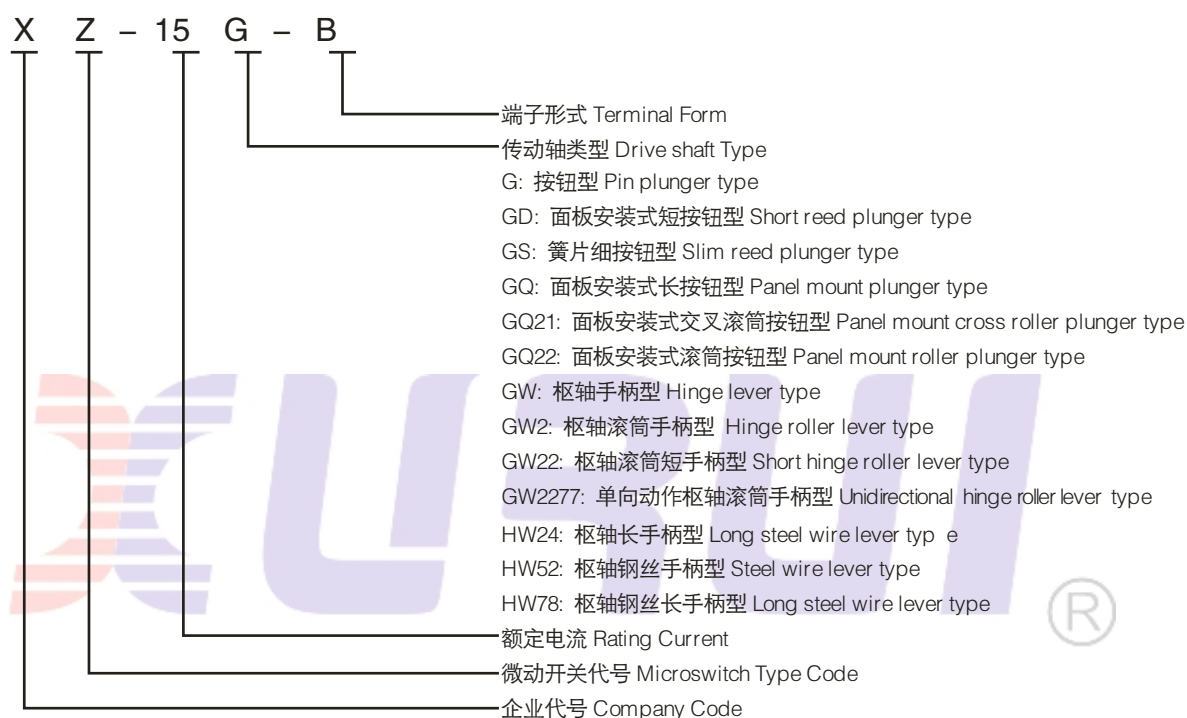 X Z - 15 G - B
端子形式 Terminal Form
传动轴类型 Drive shaft Type
G: 按钮型 Pin plunger type
GD: 面板安装式短按钮型 Short reed plunger type
GS: 簧片细按钮型 Slim reed plunger type
GQ: 面板安装式长按钮型 Panel mount plunger type
GQ21: 面板安装式交叉滚筒按钮型 Panel mount cross roller plunger type
GQ22: 面板安装式滚筒按钮型 Panel mount roller plunger type
GW: 枢轴手柄型 Hinge lever type
GW2: 枢轴滚筒手柄型 Hinge roller lever type
GW22: 枢轴滚筒短手柄型 Short hinge roller lever type
GW2277: 单向动作枢轴滚筒手柄型 Unidirectional hinge roller lever type
HW24: 枢轴长手柄型 Long steel wire lever typ e
HW52: 枢轴钢丝手柄型 Steel wire lever type
HW78: 枢轴钢丝长手柄型 Long steel wire lever type
额定电流 Rating Current
微动开关代号 Microswitch Type Code
企业代号 Company Code
XURUI ®